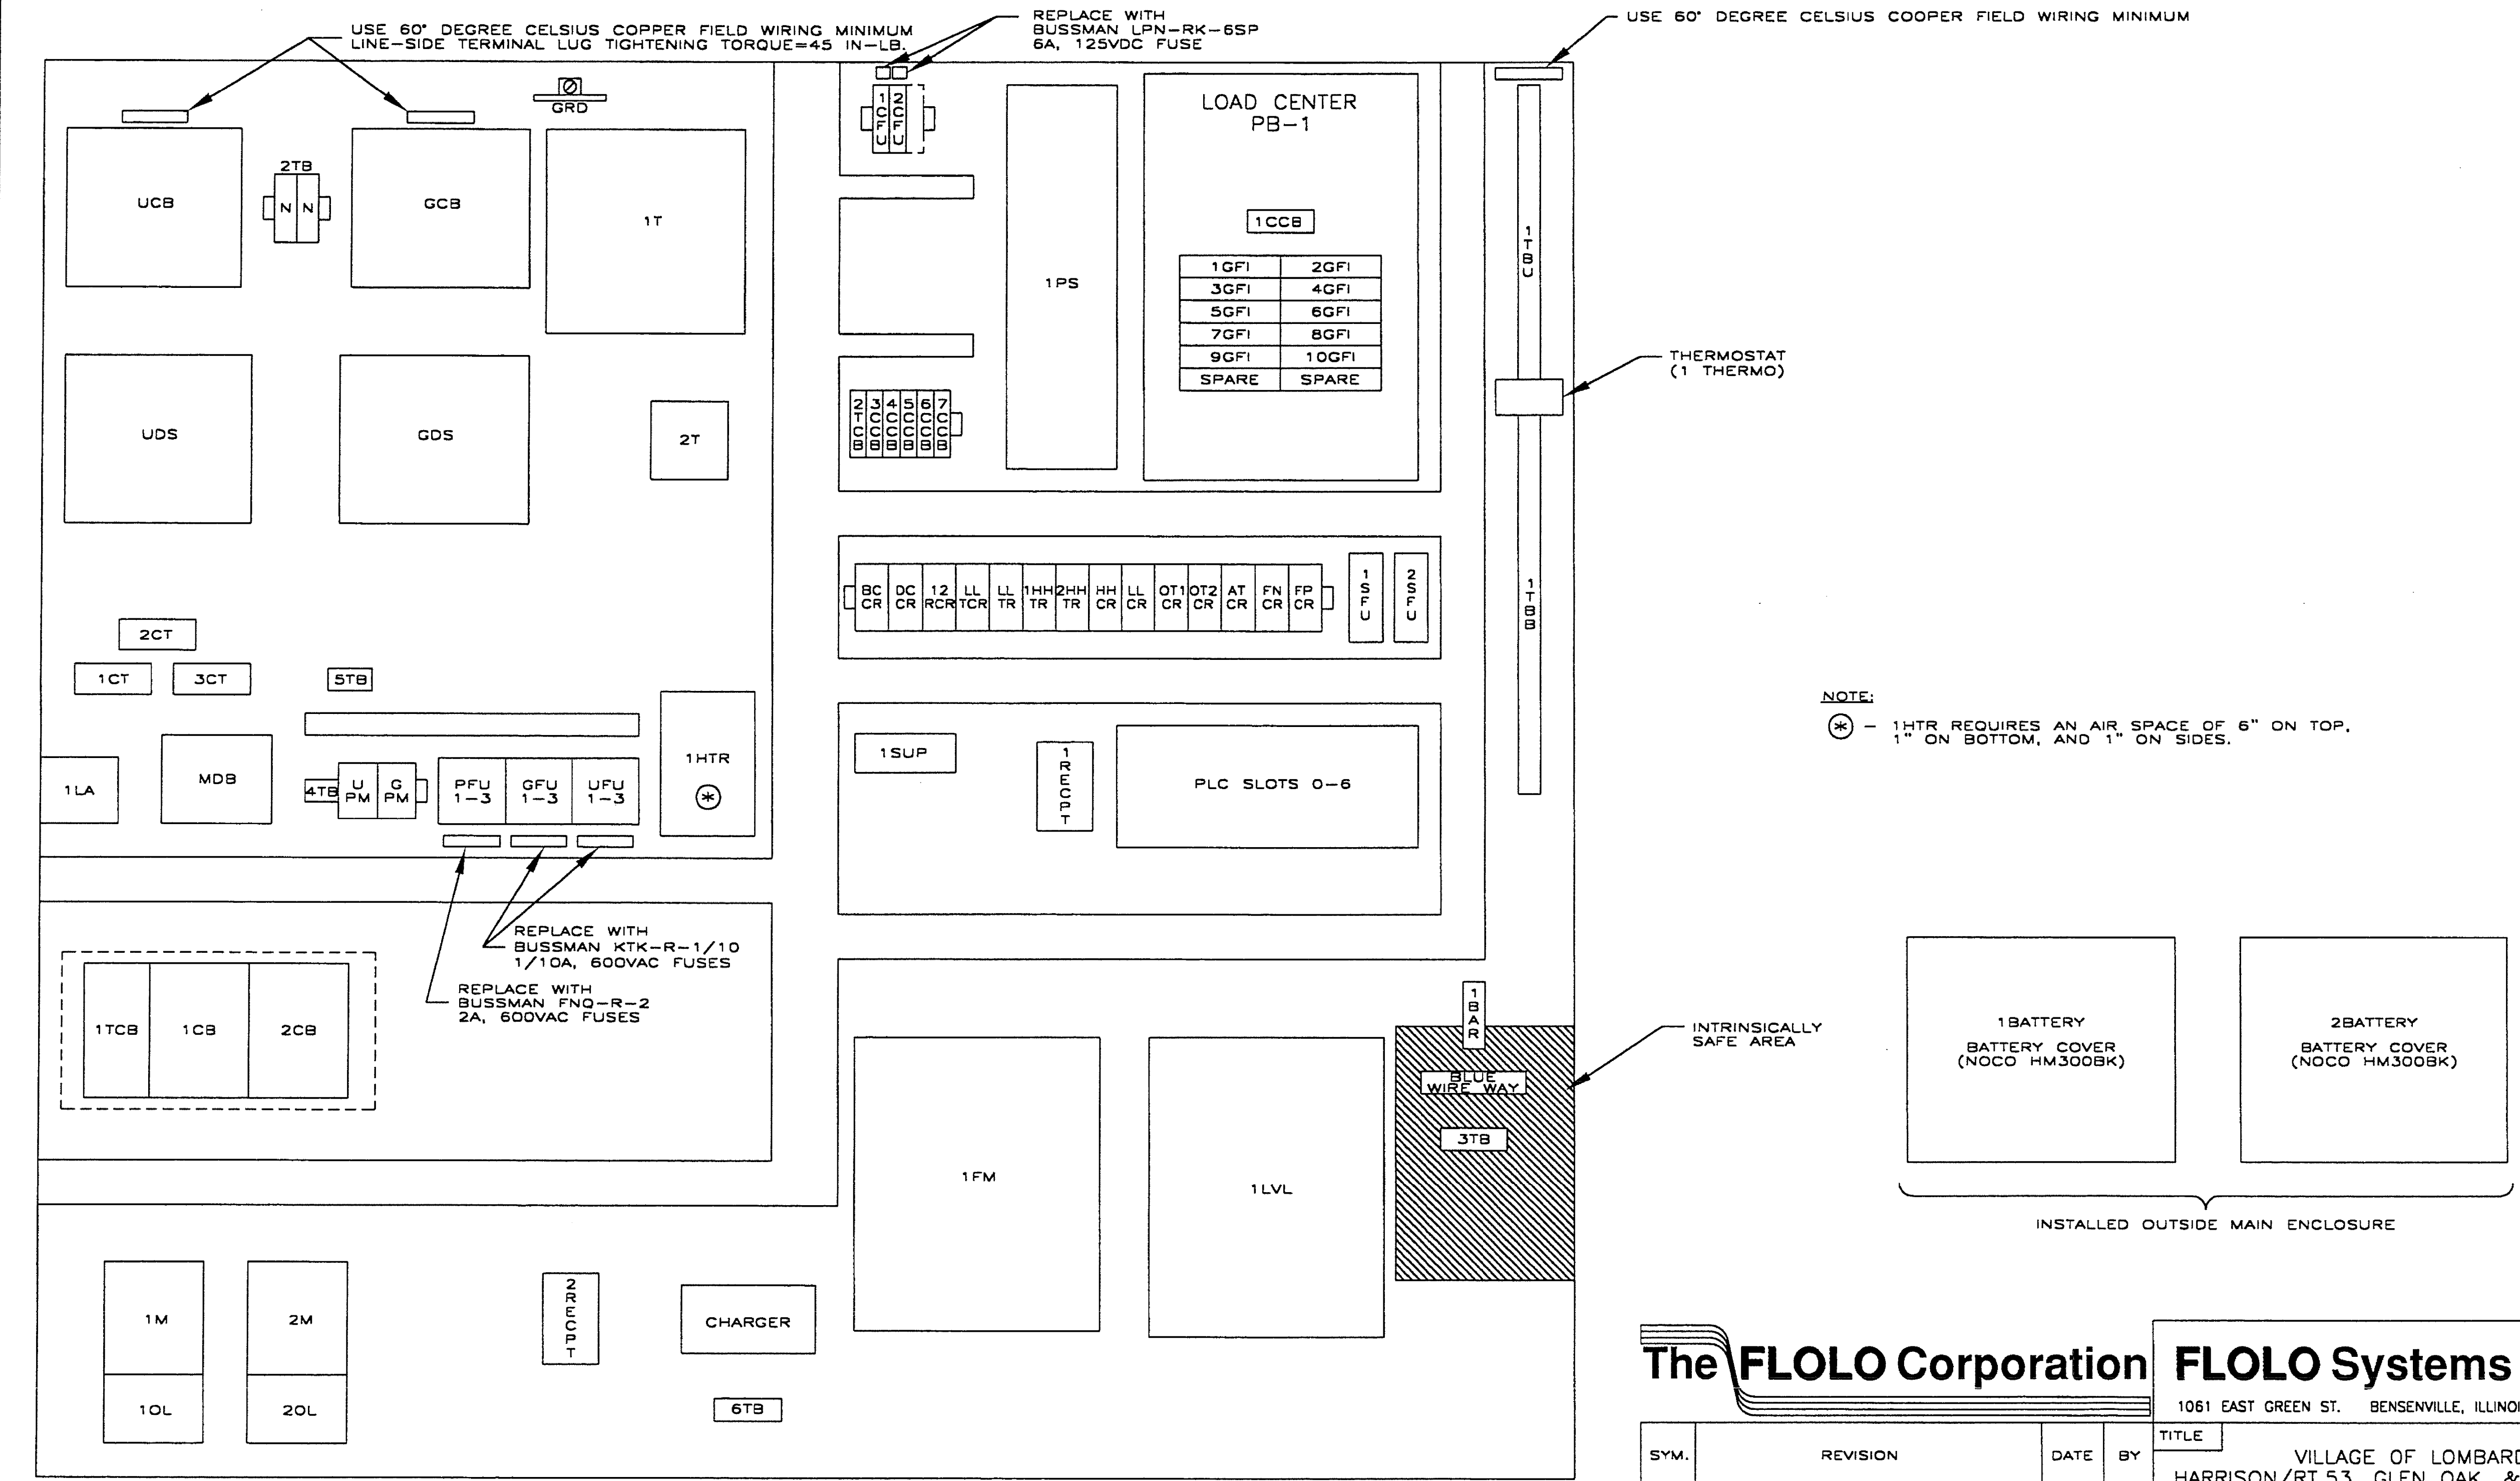 USE 60° DEGREE CELSIUS COPPER FIELD WIRING MINIMUM
LINE-SIDE TERMINAL LUG TIGHTENING TORQUE=45 IN-LB.
REPLACE WITH
BUSSMAN LPN-RK-6SP
6A, 125VDC FUSE
USE 60° DEGREE CELSIUS COOPER FIELD WIRING MINIMUM
GRD
UCB
2TB
N N
GCB
1T
1CFU
2CFU
1PS
LOAD CENTER
PB-1
1CCB
1GFI 2GFI
3GFI 4GFI
5GFI 6GFI
7GFI 8GFI
9GFI 10GFI
SPARE SPARE
1TBU
THERMOSTAT
(1 THERMO)
UDS
GDS
2T
2TCB
3CCB
4CCB
5CCB
6CCB
7CCB
BC CR
DC CR
12 RCR
LL TCR
LL TR
1HH TR
2HH TR
HH CR
LL CR
OT1 CR
OT2 CR
AT CR
FN CR
FP CR
1SFU
2SFU
1TBB
2CT
1CT
3CT
5TB
1LA
MDB
4TB
U PM
G PM
PFU 1-3
GFU 1-3
UFU 1-3
1HTR
*
1SUP
1RECPT
PLC SLOTS 0-6
NOTE:
* - 1HTR REQUIRES AN AIR SPACE OF 6" ON TOP,
1" ON BOTTOM, AND 1" ON SIDES.
REPLACE WITH
BUSSMAN KTK-R-1/10
1/10A, 600VAC FUSES
REPLACE WITH
BUSSMAN FNQ-R-2
2A, 600VAC FUSES
1TCB
1CB
2CB
1FM
1LVL
1BAR
BLUE
WIRE WAY
3TB
INTRINSICALLY
SAFE AREA
1BATTERY
BATTERY COVER
(NOCO HM300BK)
2BATTERY
BATTERY COVER
(NOCO HM300BK)
INSTALLED OUTSIDE MAIN ENCLOSURE
1M
1OL
2M
2OL
2RECPT
CHARGER
6TB
The FLOLO Corporation
FLOLO Systems
1061 EAST GREEN ST. BENSENVILLE,
SYM. REVISION DATE BY
TITLE
VILLAGE OF LOMBARD
HARRISON/RT.53, GLEN OAK, &